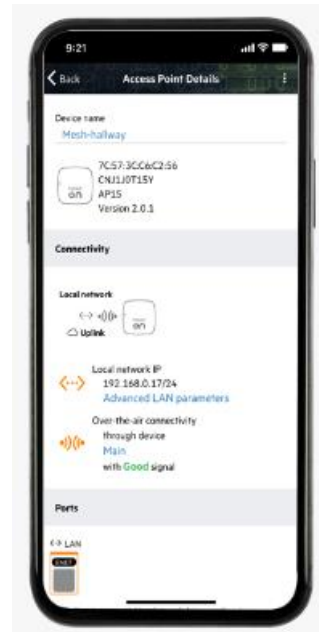 9:21
Back
Access Point Details
Device name
Mesh-hallway
7C:57:3C:C6:C2:56
CNJ1J0T15Y
AP15
Version 2.0.1
on
Connectivity
Local network
Uplink
on
Local network IP
192.168.0.17/24
Advanced LAN parameters
Over-the-air connectivity
through device
Main
with Good signal
Ports
LAN
ENET